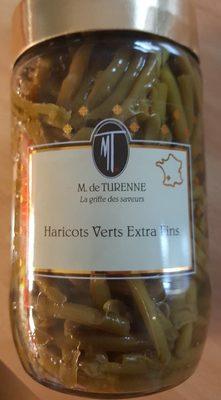 MT
M. de TURENNE
La griffe des saveurs
Haricots Verts Extra Fins